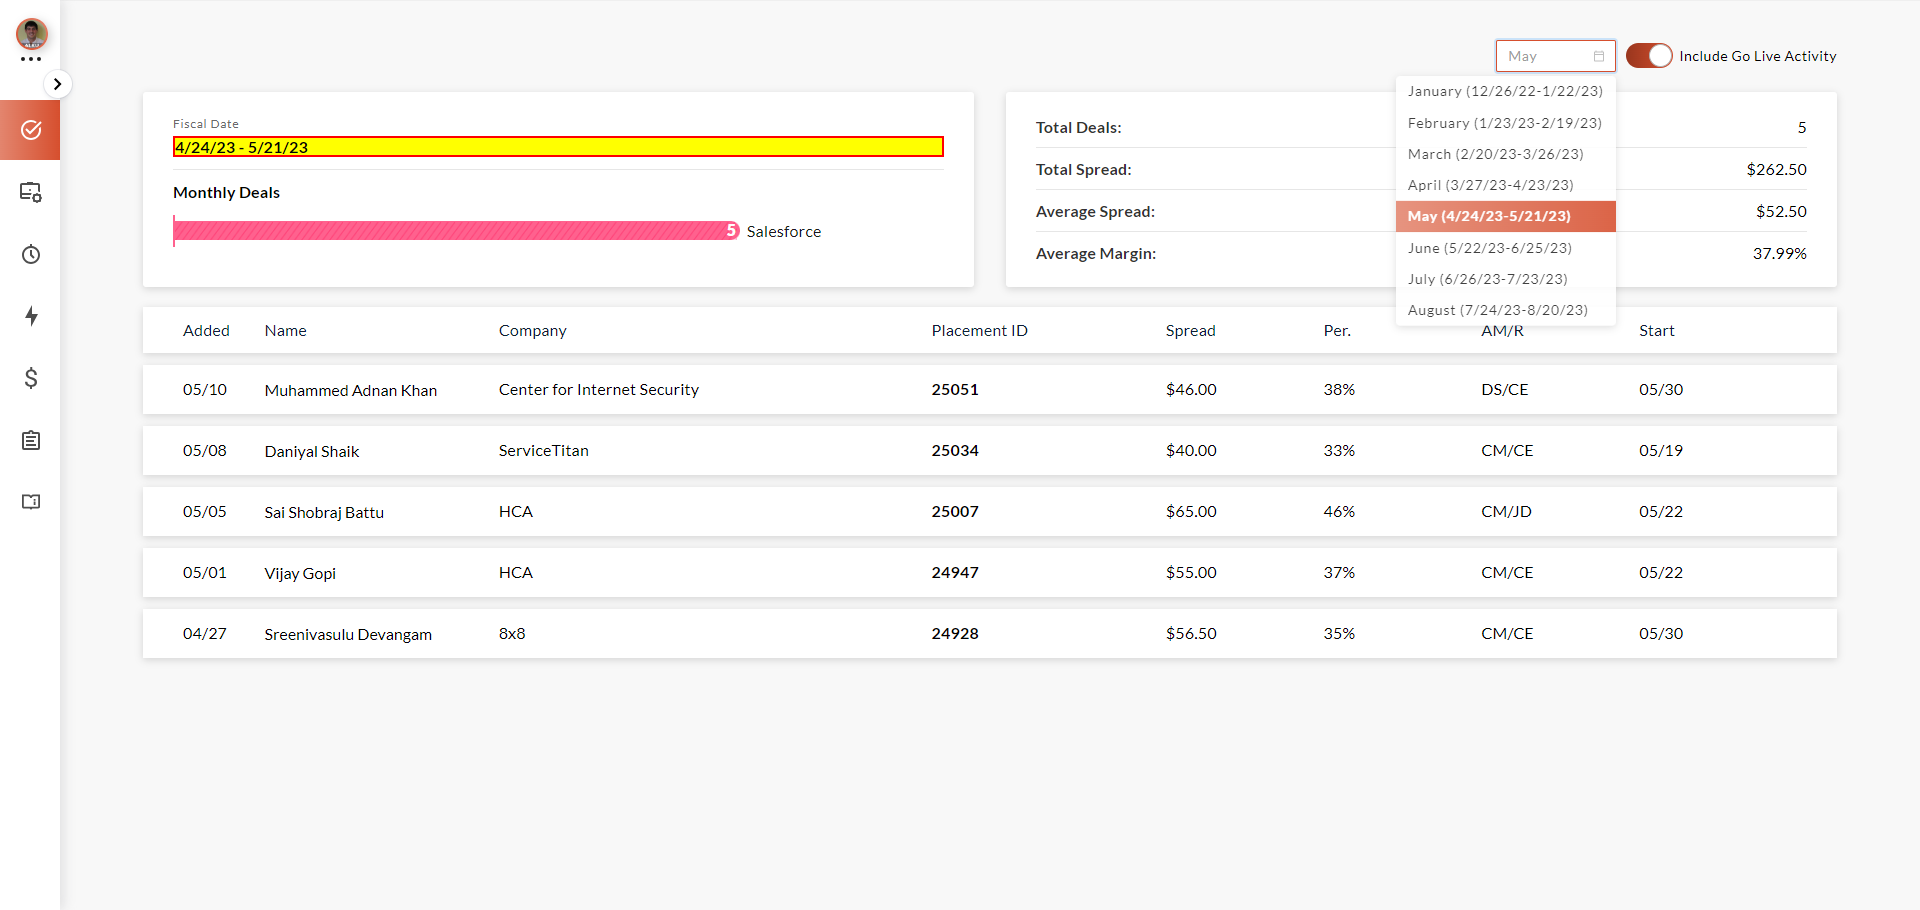 May
Include Go Live Activity
January (12/26/22-1/22/23)
February (1/23/23-2/19/23)
March (2/20/23-3/26/23)
April (3/27/23-4/23/23)
May (4/24/23-5/21/23)
June (5/22/23-6/25/23)
July (6/26/23-7/23/23)
August (7/24/23-8/20/23)
Fiscal Date
4/24/23 - 5/21/23
Monthly Deals
5 Salesforce
Total Deals: 5
Total Spread: $262.50
Average Spread: $52.50
Average Margin: 37.99%
Added Name Company Placement ID Spread Per. AM/R Start
05/10 Muhammed Adnan Khan Center for Internet Security 25051 $46.00 38% DS/CE 05/30
05/08 Daniyal Shaik ServiceTitan 25034 $40.00 33% CM/CE 05/19
05/05 Sai Shobraj Battu HCA 25007 $65.00 46% CM/JD 05/22
05/01 Vijay Gopi HCA 24947 $55.00 37% CM/CE 05/22
04/27 Sreenivasulu Devangam 8x8 24928 $56.50 35% CM/CE 05/30